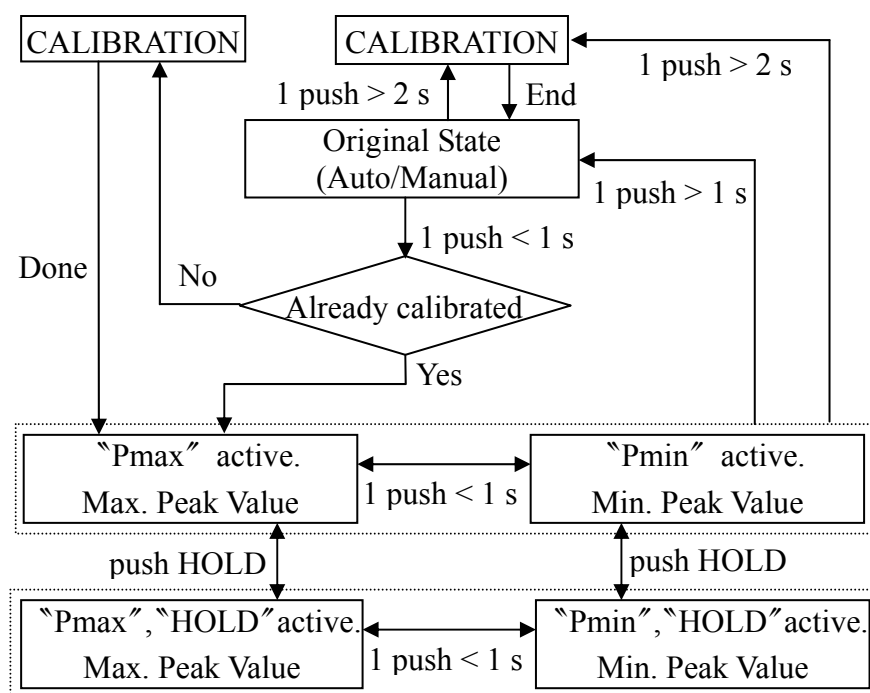 CALIBRATION
CALIBRATION
1 push > 2 s
1 push > 2 s
End
Original State
(Auto/Manual)
1 push > 1 s
1 push < 1 s
Done
No
Already calibrated
Yes
〝Pmax〞 active.
Max. Peak Value
1 push < 1 s
〝Pmin〞 active.
Min. Peak Value
push HOLD
push HOLD
〝Pmax〞,〝HOLD〞active.
Max. Peak Value
1 push < 1 s
〝Pmin〞,〝HOLD〞active.
Min. Peak Value